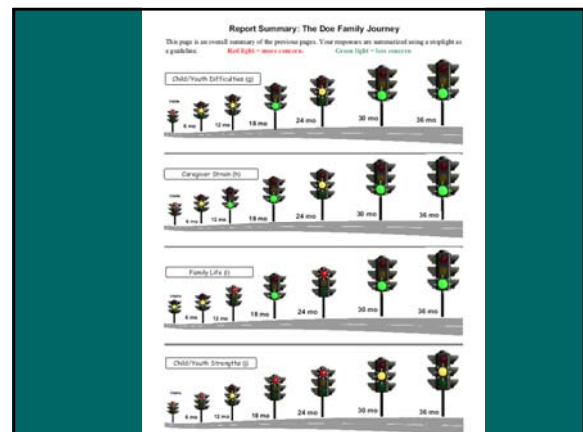 Report Summary: The Doe Family Journey
This page is an overall summary of the previous pages. Your responses are summarized using a stoplight as
a guideline. Red light = more concern. Green light = less concern
Child/Youth Difficulties (g)
6 mo 12 mo 18 mo 24 mo 30 mo 36 mo
Caregiver Strain (h)
6 mo 12 mo 18 mo 24 mo 30 mo 36 mo
Family Life (i)
6 mo 12 mo 18 mo 24 mo 30 mo 36 mo
Child/Youth Strengths (j)
6 mo 12 mo 18 mo 24 mo 30 mo 36 mo